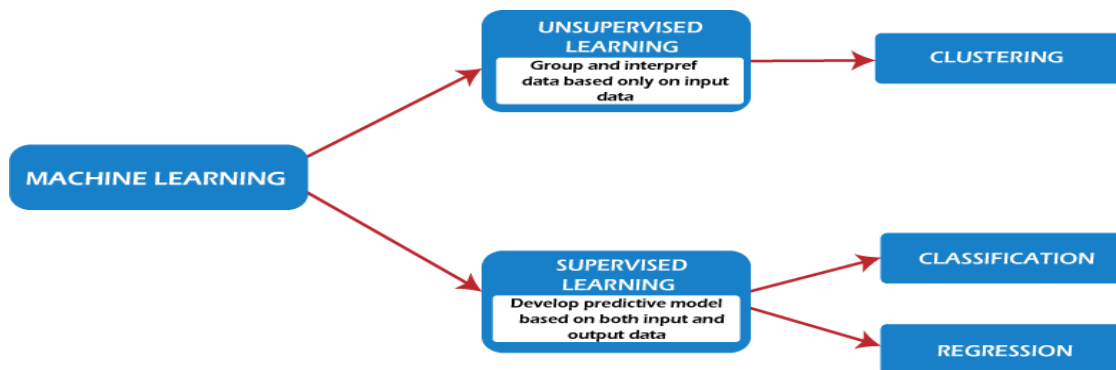 UNSUPERVISED
LEARNING
Group and interpref
data based only on input
data
CLUSTERING
MACHINE LEARNING
SUPERVISED
LEARNING
Develop predictive model
based on both input and
output data
CLASSIFICATION
REGRESSION